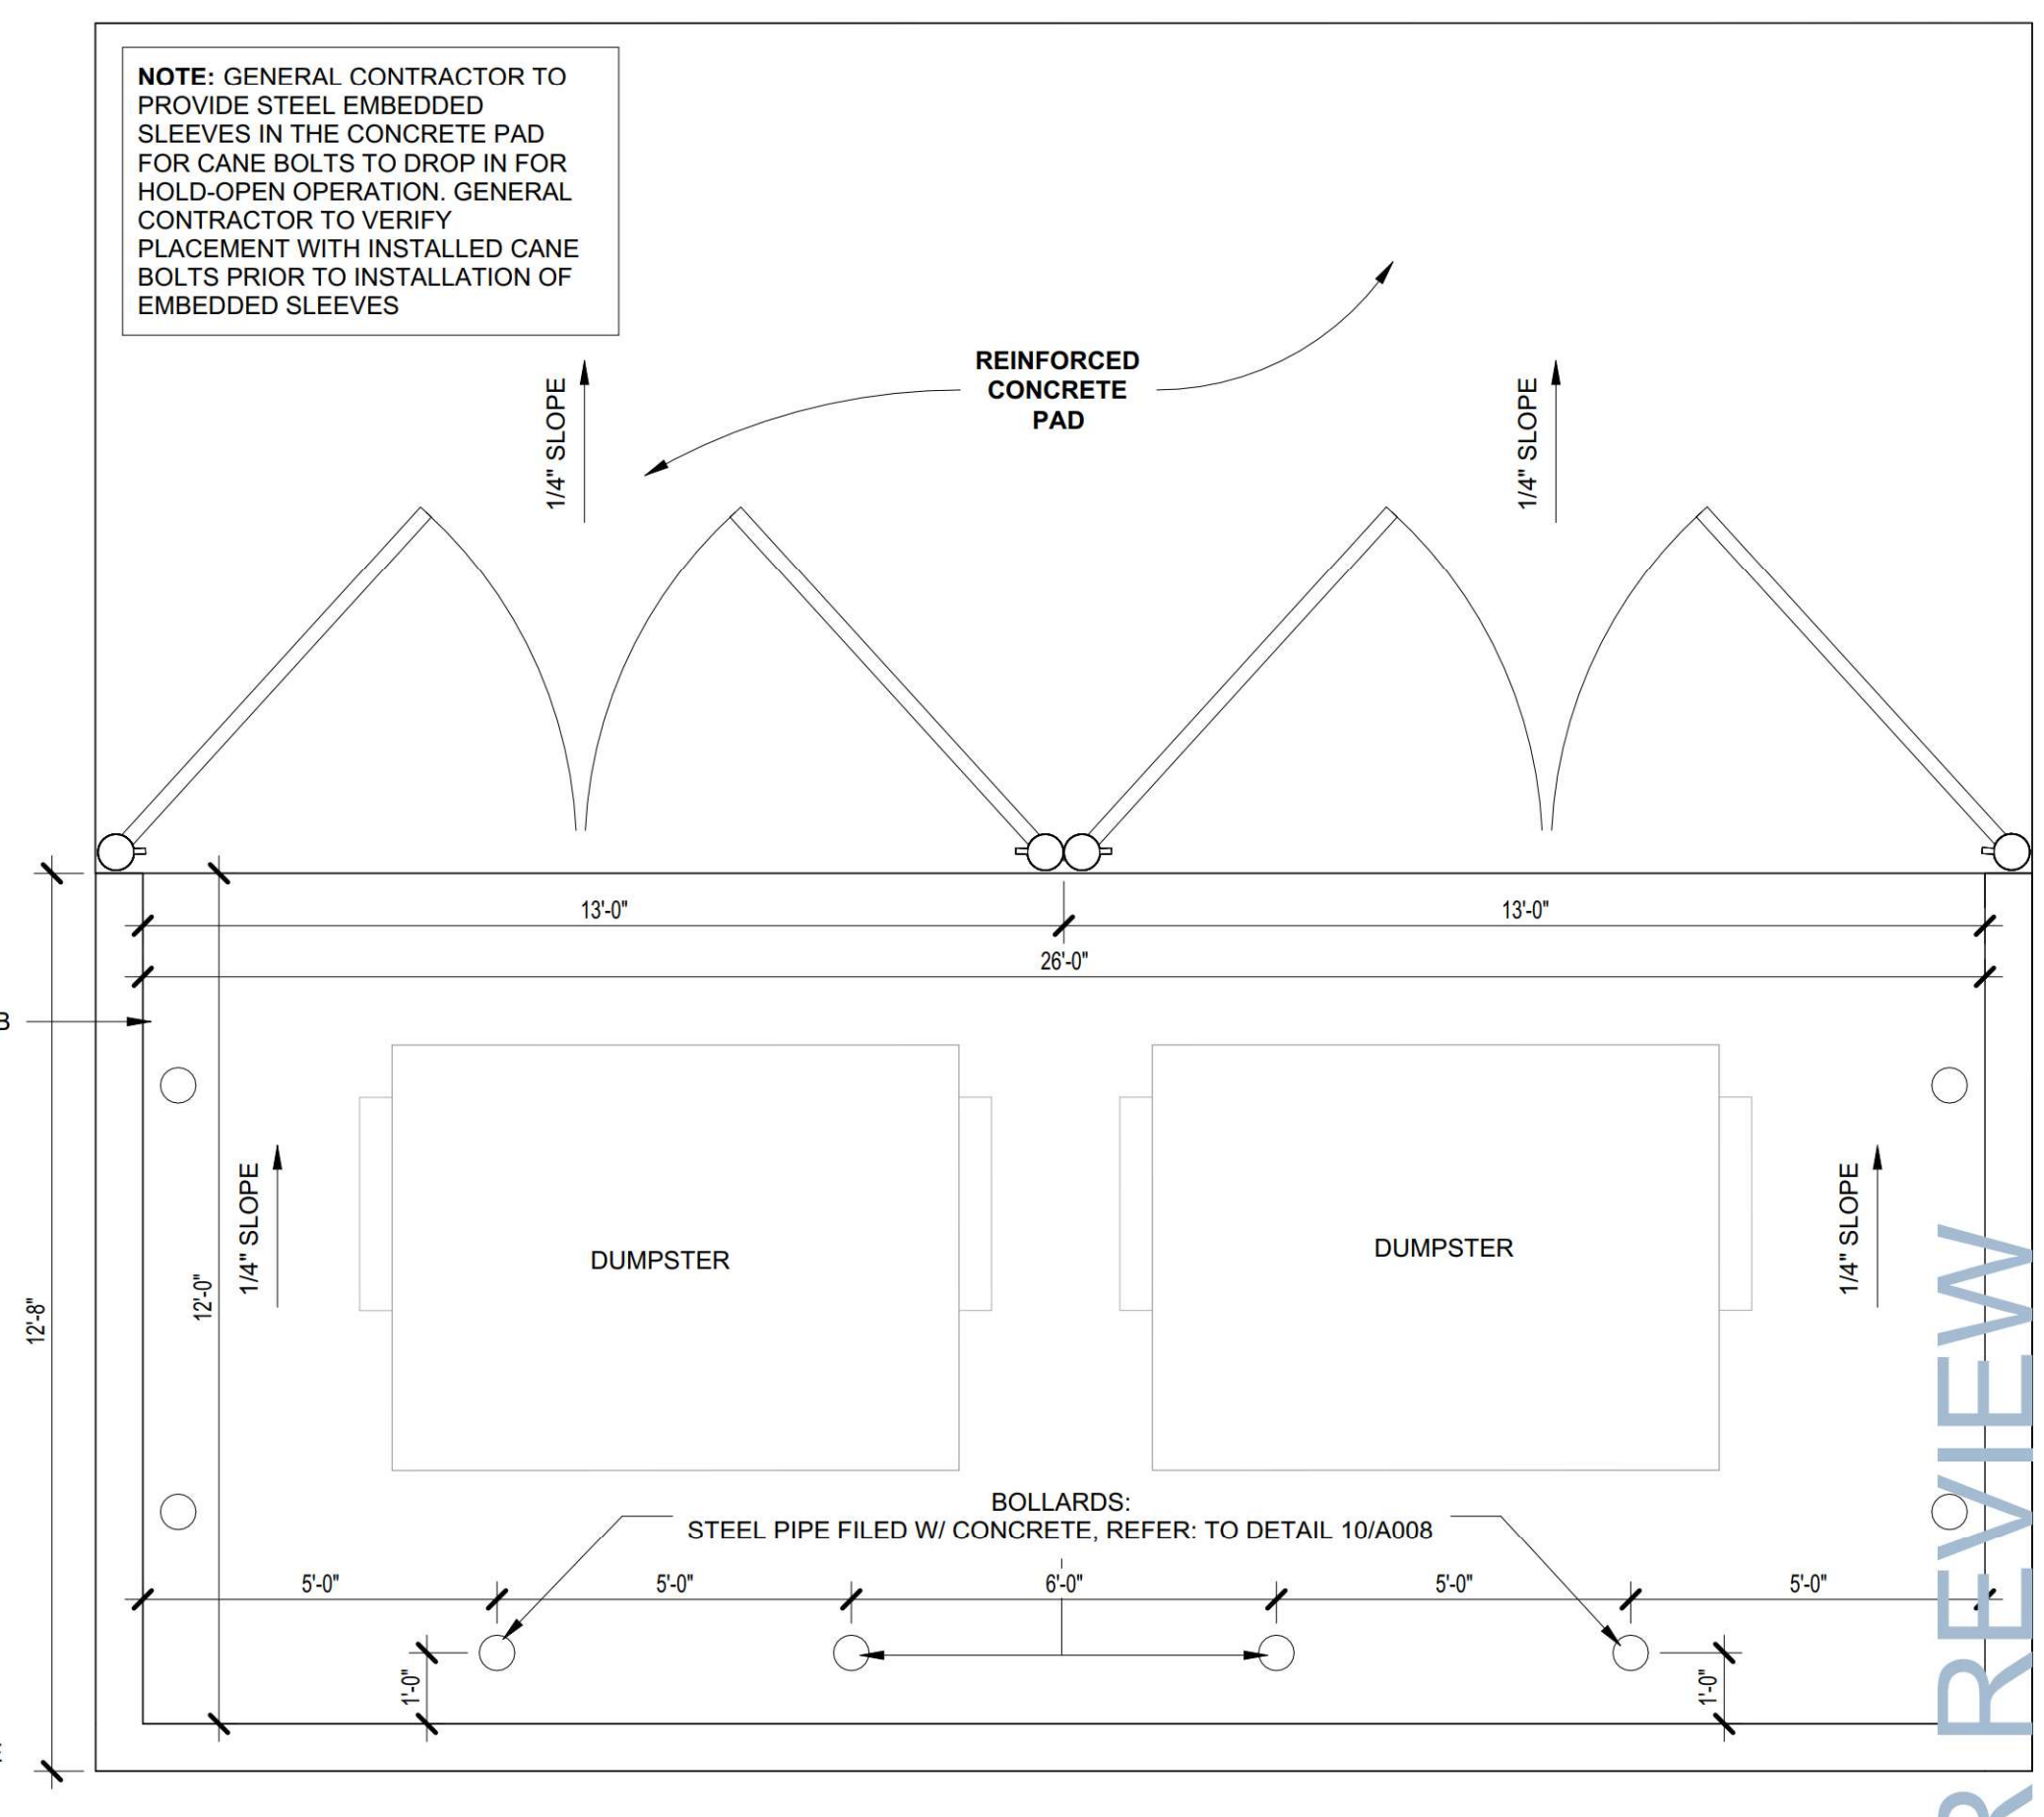 NOTE: GENERAL CONTRACTOR TO
PROVIDE STEEL EMBEDDED
SLEEVES IN THE CONCRETE PAD
FOR CANE BOLTS TO DROP IN FOR
HOLD-OPEN OPERATION. GENERAL
CONTRACTOR TO VERIFY
PLACEMENT WITH INSTALLED CANE
BOLTS PRIOR TO INSTALLATION OF
EMBEDDED SLEEVES
REINFORCED
CONCRETE
PAD
1/4" SLOPE
1/4" SLOPE
13'-0"
13'-0"
26'-0"
B
1/4" SLOPE
1/4" SLOPE
DUMPSTER
DUMPSTER
12'-8"
12'-0"
BOLLARDS:
STEEL PIPE FILED W/ CONCRETE, REFER: TO DETAIL 10/A008
5'-0"
5'-0"
6'-0"
5'-0"
5'-0"
1'-0"
1'-0"
R REVIEW